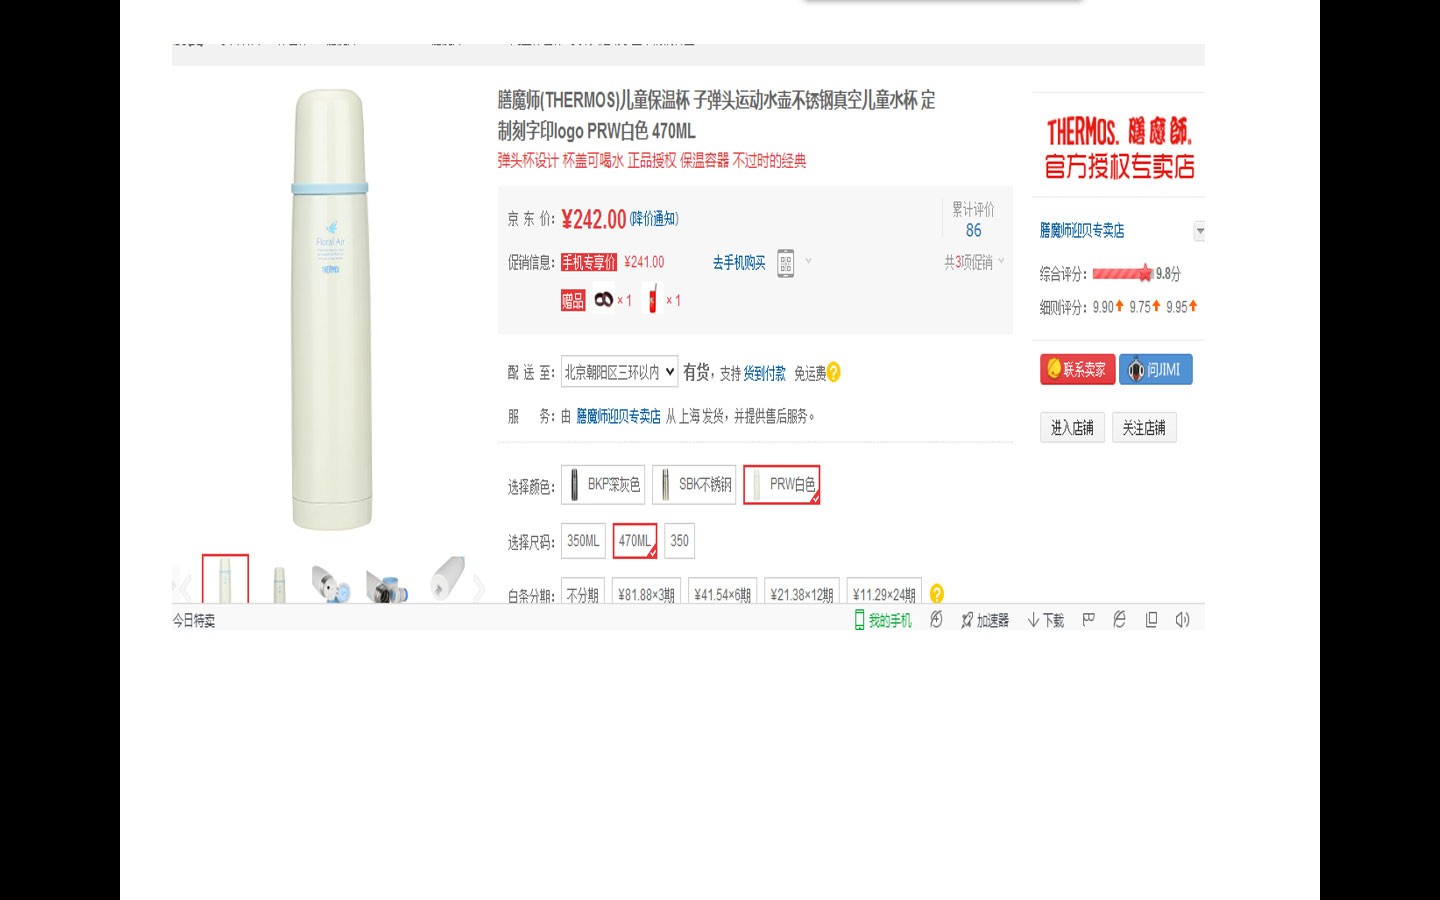 膳魔师(THERMOS)儿童保温杯 子弹头运动水壶不锈钢真空儿童水杯 定
制刻字印logo PRW白色 470ML
弹头杯设计 杯盖可喝水 正品授权 保温容器 不过时的经典
京 东 价： ¥242.00 (降价通知)
累计评价
86
促销信息： 手机专享价 ¥241.00 去手机购买 共3项促销
赠品 × 1 × 1
配 送 至： 北京朝阳区三环以内 有货，支持 货到付款 免运费 ?
服 务： 由 膳魔师迎贝专卖店 从 上海 发货，并提供售后服务。
选择颜色： BKP深灰色 SBK不锈钢 PRW白色
选择尺码： 350ML 470ML 350
白条分期： 不分期 ¥81.88×3期 ¥41.54×6期 ¥21.38×12期 ¥11.29×24期 ?
THERMOS. 膳魔師.
官方授权专卖店
膳魔师迎贝专卖店
综合评分： 9.8分
细则评分： 9.90 9.75 9.95
联系卖家 问JIMI
进入店铺 关注店铺
Floral Air
THERMOS
今日特卖 我的手机 加速器 下载